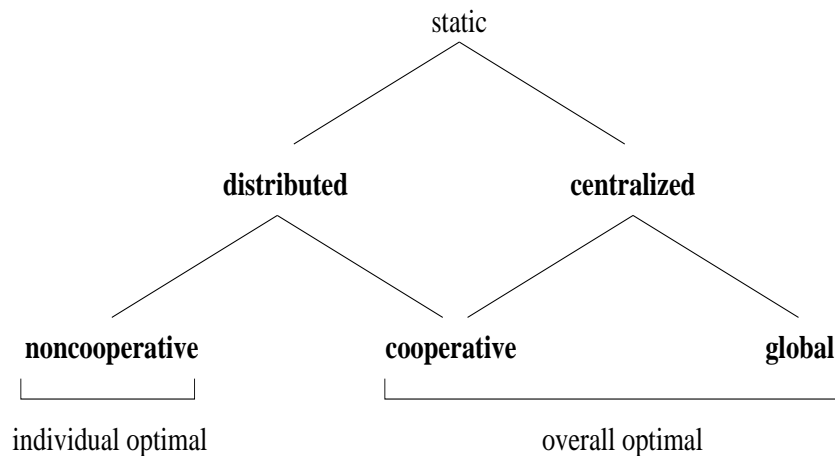 static
distributed centralized
noncooperative cooperative global
individual optimal overall optimal